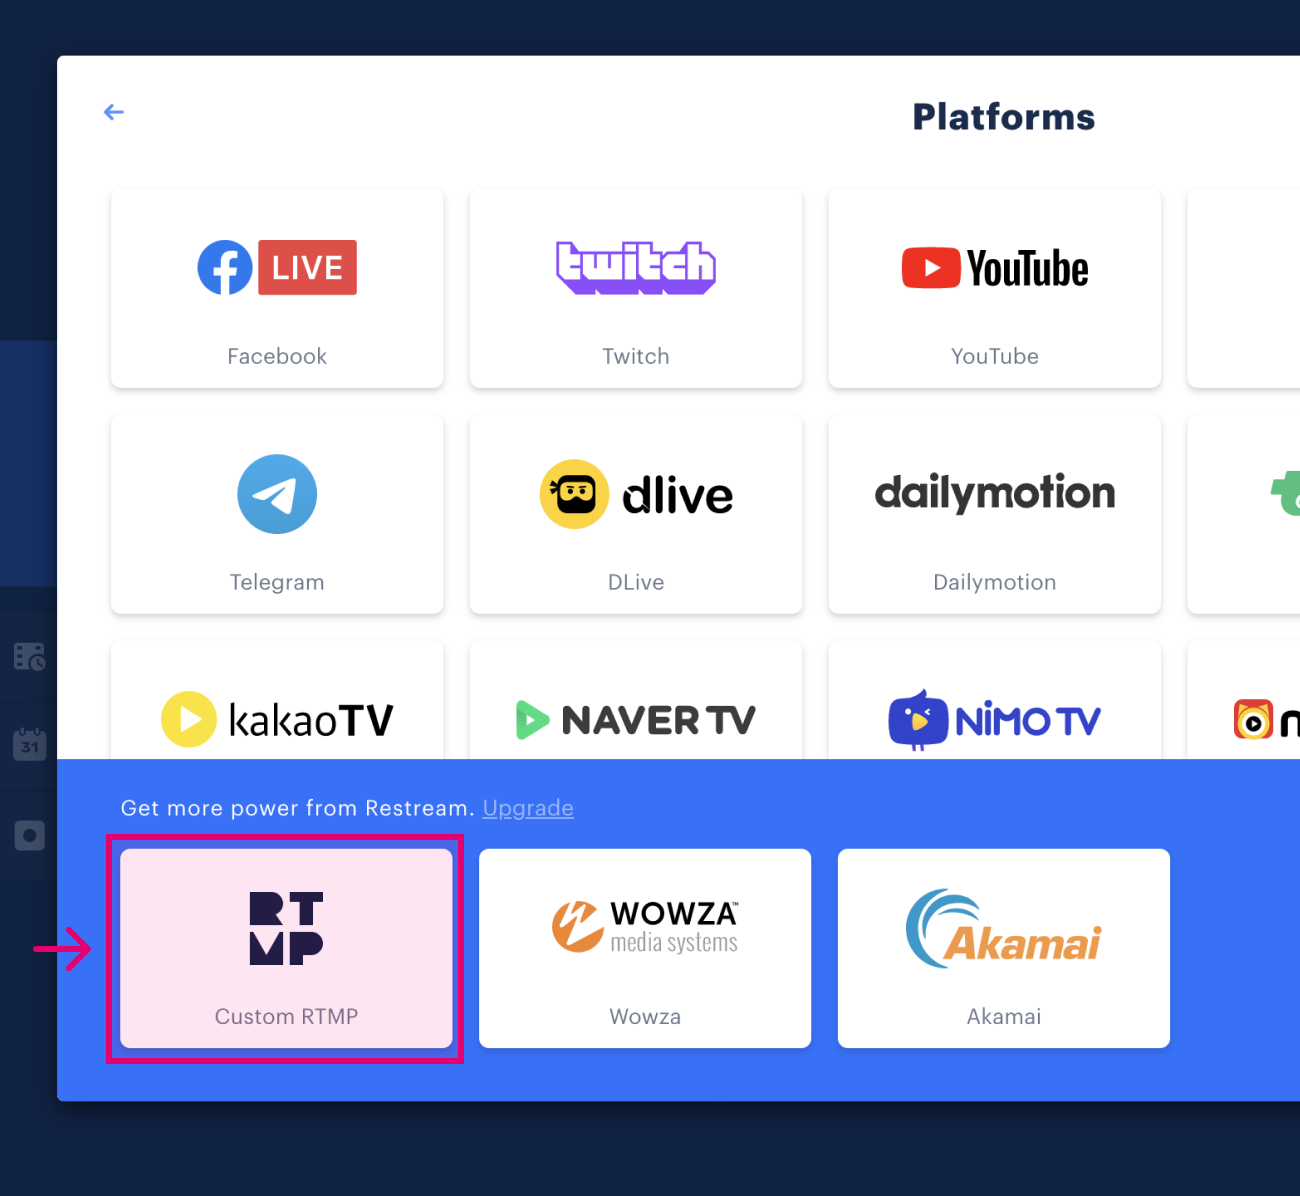 Platforms
LIVE
twitch
YouTube
Facebook
Twitch
YouTube
dlive
dailymotion
Telegram
DLive
Dailymotion
kakaoTV
NAVER TV
NiMO TV
31
Get more power from Restream. Upgrade
RT
MP
WOWZA™
media systems
Akamai
Custom RTMP
Wowza
Akamai